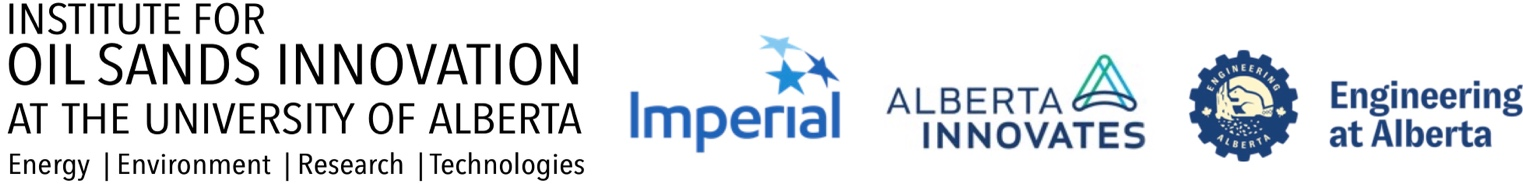 INSTITUTE FOR
OIL SANDS INNOVATION
AT THE UNIVERSITY OF ALBERTA
Energy | Environment | Research | Technologies
Imperial
ALBERTA
INNOVATES
ENGINEERING
ALBERTA
Engineering
at Alberta